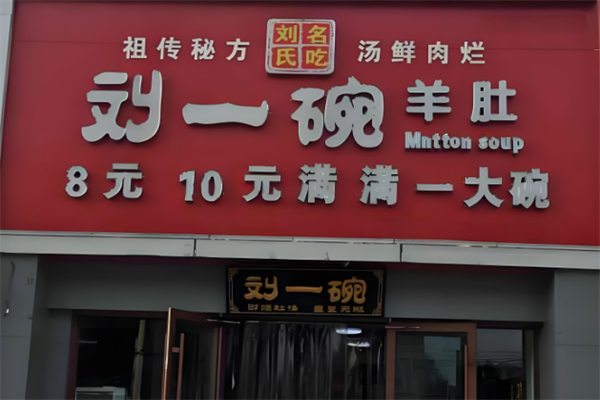 祖传秘方 刘氏名吃 汤鲜肉烂
刘一碗 羊肚
Mntton soup
8元 10元满满一大碗
刘一碗